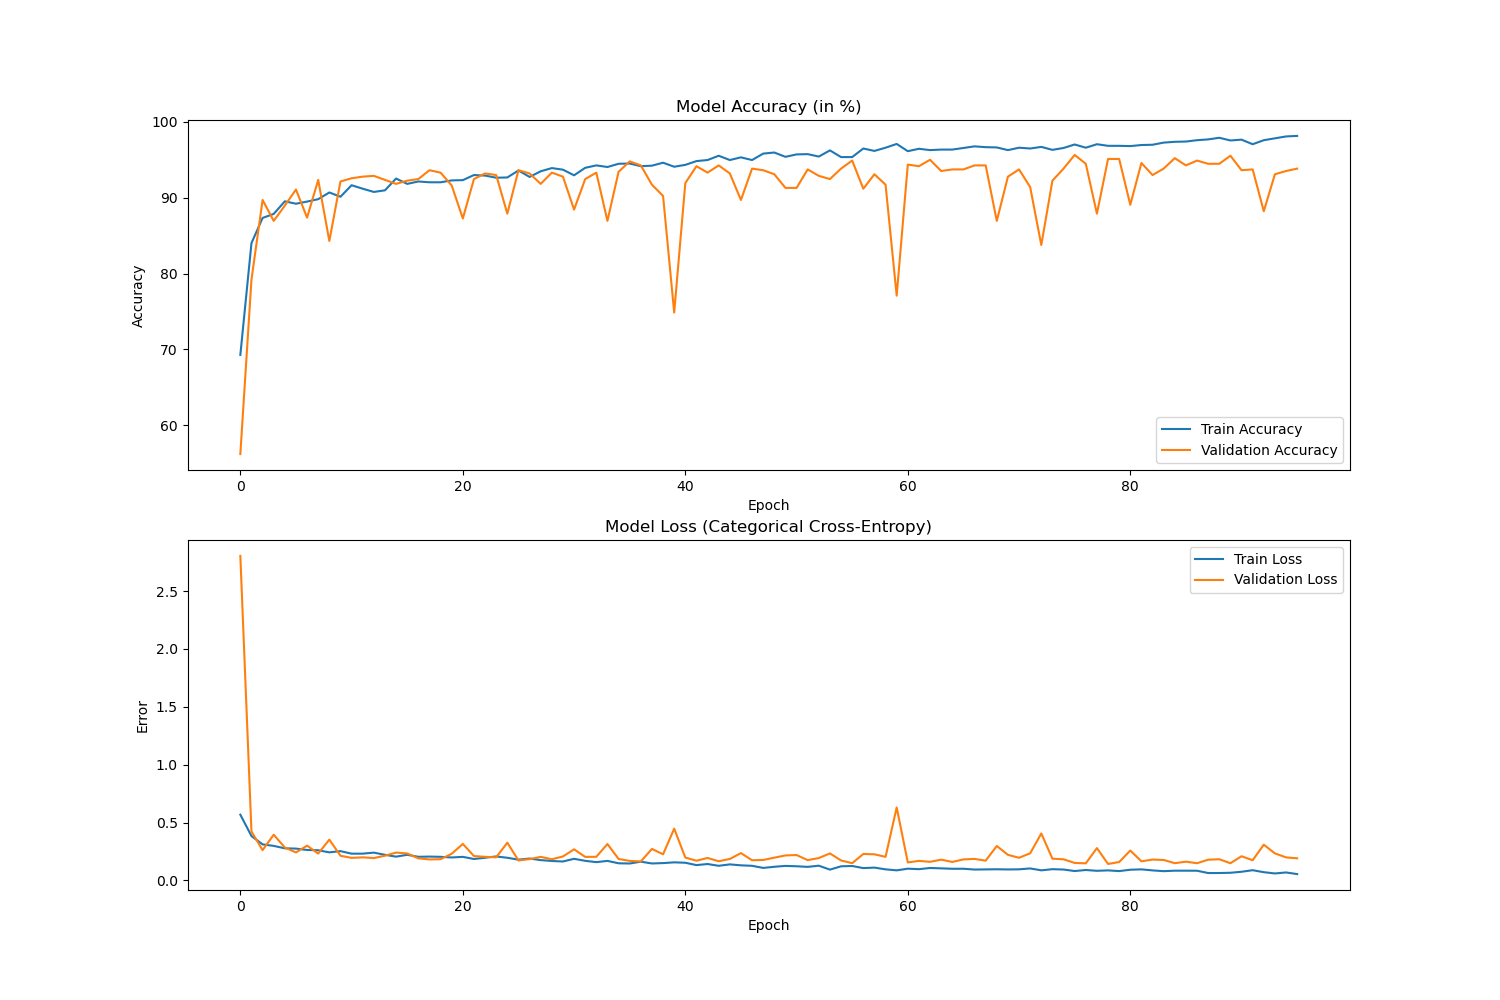 Model Accuracy (in %)
100
90
80
70
60
Accuracy
Train Accuracy
Validation Accuracy
0 20 40 60 80
Epoch
Model Loss (Categorical Cross-Entropy)
Train Loss
Validation Loss
2.5
2.0
1.5
1.0
0.5
0.0
Error
0 20 40 60 80
Epoch